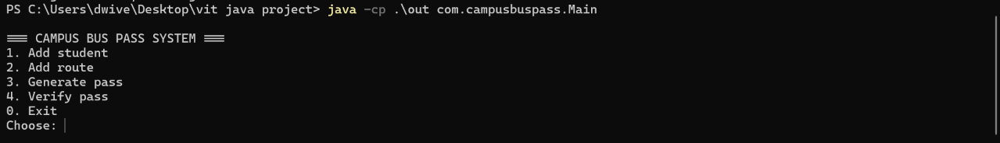 PS C:\Users\dwive\Desktop\vit java project> java -cp .\out com.campusbuspass.Main
=== CAMPUS BUS PASS SYSTEM ===
1. Add student
2. Add route
3. Generate pass
4. Verify pass
0. Exit
Choose: